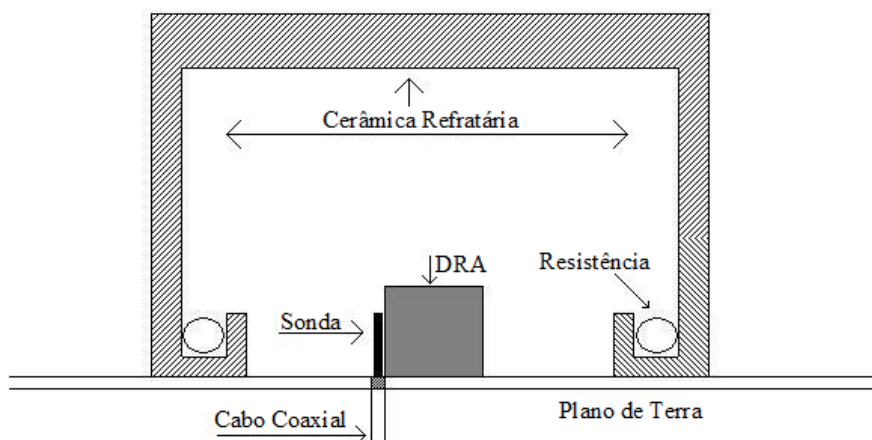 Cerâmica Refratária
DRA
Resistência
Sonda
Plano de Terra
Cabo Coaxial